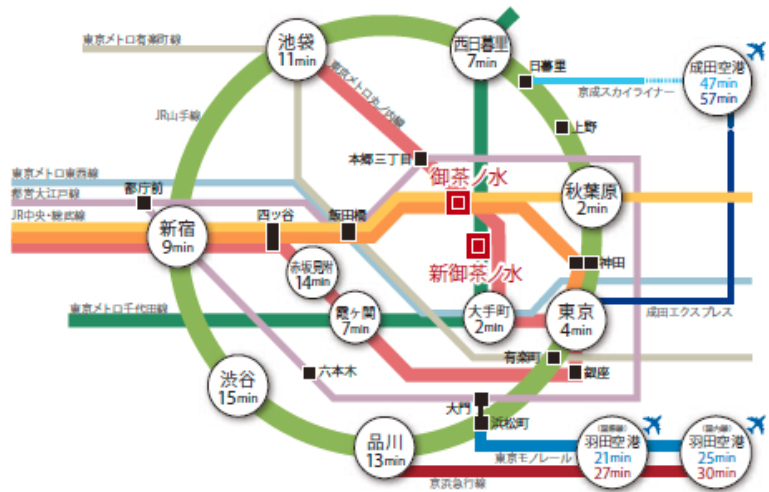 東京メトロ有楽町線
池袋
11min
西日暮里
7min
日暮里
成田空港
47min
57min
京成スカイライナー
東京メトロ丸ノ内線
JR山手線
上野
本郷三丁目
東京メトロ東西線
都営大江戸線
都庁前
JR中央・総武線
御茶ノ水
秋葉原
2min
新宿
9min
四ッ谷
飯田橋
新御茶ノ水
神田
赤坂見附
14min
東京メトロ千代田線
霞ヶ関
7min
大手町
2min
東京
4min
成田エクスプレス
有楽町
銀座
六本木
渋谷
15min
大門
浜松町
品川
13min
東京モノレール
京浜急行線
(国際線)
羽田空港
21min
27min
(国内線)
羽田空港
25min
30min